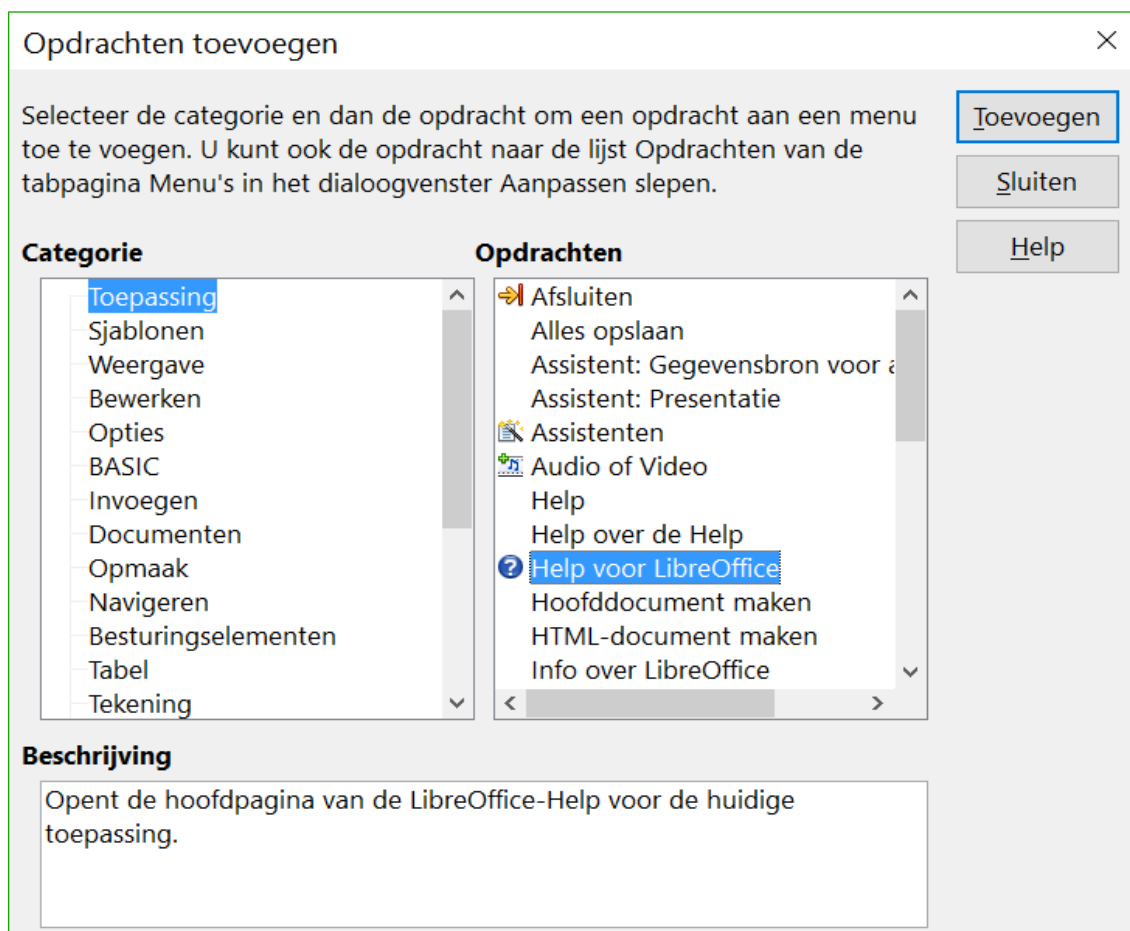 Opdrachten toevoegen
Selecteer de categorie en dan de opdracht om een opdracht aan een menu
toe te voegen. U kunt ook de opdracht naar de lijst Opdrachten van de
tabpagina Menu's in het dialoogvenster Aanpassen slepen.
Toevoegen
Sluiten
Help
Categorie
Toepassing
Sjablonen
Weergave
Bewerken
Opties
BASIC
Invoegen
Documenten
Opmaak
Navigeren
Besturingselementen
Tabel
Tekening
Opdrachten
Afsluiten
Alles opslaan
Assistent: Gegevensbron voor a
Assistent: Presentatie
Assistenten
Audio of Video
Help
Help over de Help
Help voor LibreOffice
Hoofddocument maken
HTML-document maken
Info over LibreOffice
Beschrijving
Opent de hoofdpagina van de LibreOffice-Help voor de huidige
toepassing.